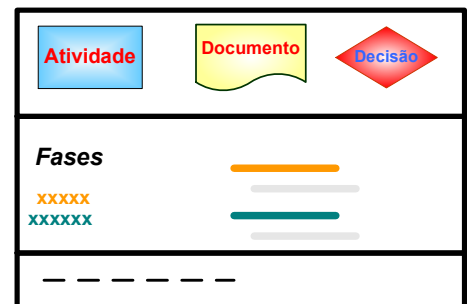 Atividade
Documento
Decisão
Fases
xxxxx
xxxxxx